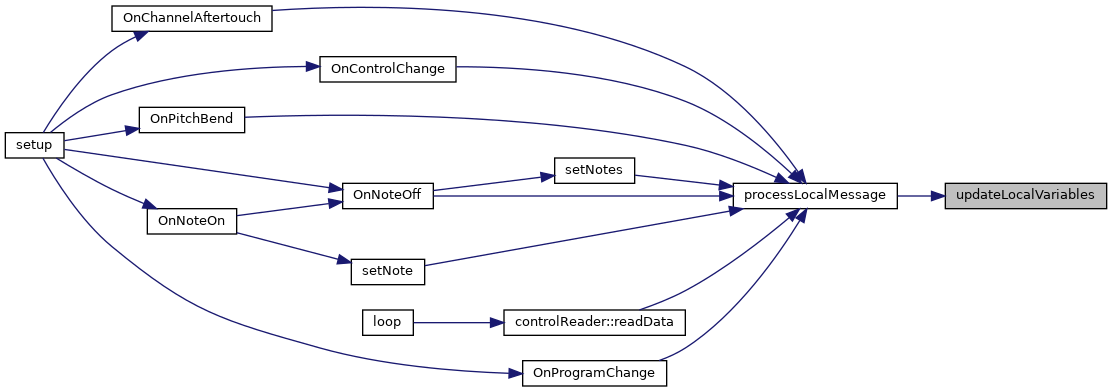 OnChannelAftertouch
OnControlChange
OnPitchBend
setup
setNotes
OnNoteOff
processLocalMessage
updateLocalVariables
OnNoteOn
setNote
loop
controlReader::readData
OnProgramChange